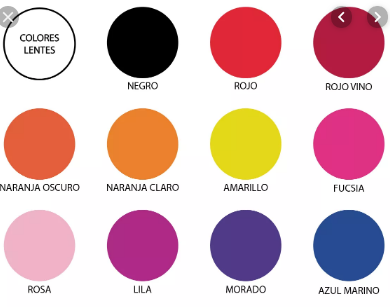 COLORES
LENTES
NEGRO
ROJO
ROJO VINO
NARANJA OSCURO
NARANJA CLARO
AMARILLO
FUCSIA
ROSA
LILA
MORADO
AZUL MARINO